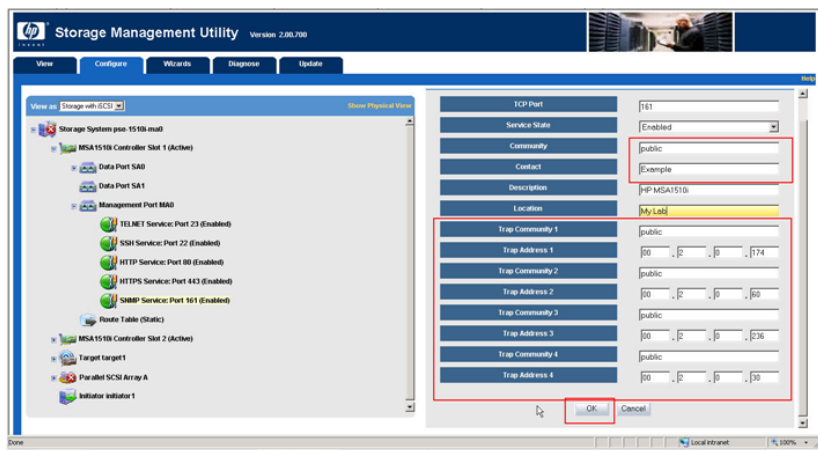 hp
invent
Storage Management Utility Version 2.00.700
View Configure Wizards Diagnose Update
Help
View as Storage with iSCSI Show Physical View
Storage System pse-1510i-ma0
MSA1510i Controller Slot 1 (Active)
Data Port SA0
Data Port SA1
Management Port MA0
TELNET Service: Port 23 (Enabled)
SSH Service: Port 22 (Enabled)
HTTP Service: Port 80 (Enabled)
HTTPS Service: Port 443 (Enabled)
SNMP Service: Port 161 (Enabled)
Route Table (Static)
MSA1510i Controller Slot 2 (Active)
Target target1
Parallel SCSI Array A
Initiator initiator1
TCP Port 161
Service State Enabled
Community public
Contact Example
Description HP MSA1510i
Location My Lab
Trap Community 1 public
Trap Address 1 00 . 2 . 0 . 174
Trap Community 2 public
Trap Address 2 00 . 2 . 0 . 60
Trap Community 3 public
Trap Address 3 00 . 2 . 0 . 236
Trap Community 4 public
Trap Address 4 00 . 2 . 0 . 30
OK Cancel
Done Local intranet 100%